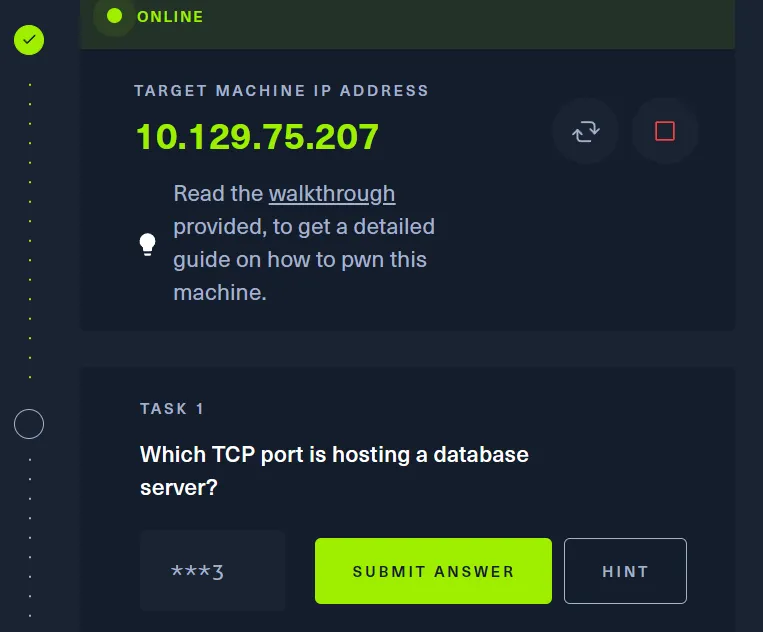 ONLINE
TARGET MACHINE IP ADDRESS
10.129.75.207
Read the walkthrough
provided, to get a detailed
guide on how to pwn this
machine.
TASK 1
Which TCP port is hosting a database
server?
***3
SUBMIT ANSWER
HINT